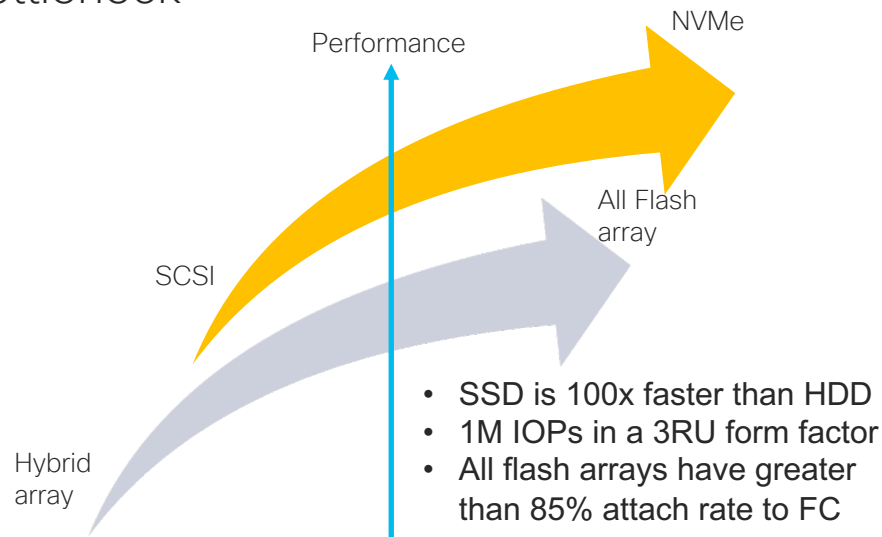 NVMe
Performance
All Flash
array
SCSI
• SSD is 100x faster than HDD
• 1M IOPs in a 3RU form factor
• All flash arrays have greater
than 85% attach rate to FC
Hybrid
array